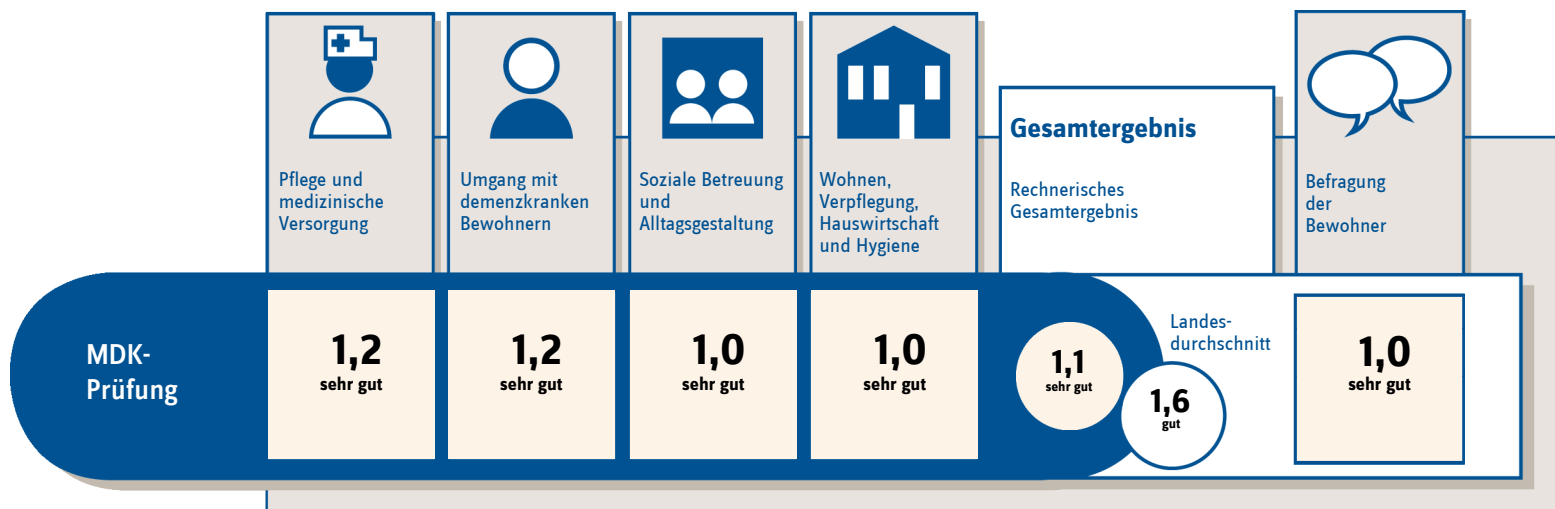 Pflege und
medizinische
Versorgung
Umgang mit
demenzkranken
Bewohnern
Soziale Betreuung
und
Alltagsgestaltung
Wohnen,
Verpflegung,
Hauswirtschaft
und Hygiene
Gesamtergebnis
Rechnerisches
Gesamtergebnis
Befragung
der
Bewohner
MDK-
Prüfung
1,2
sehr gut
1,2
sehr gut
1,0
sehr gut
1,0
sehr gut
1,1
sehr gut
Landes-
durchschnitt
1,6
gut
1,0
sehr gut